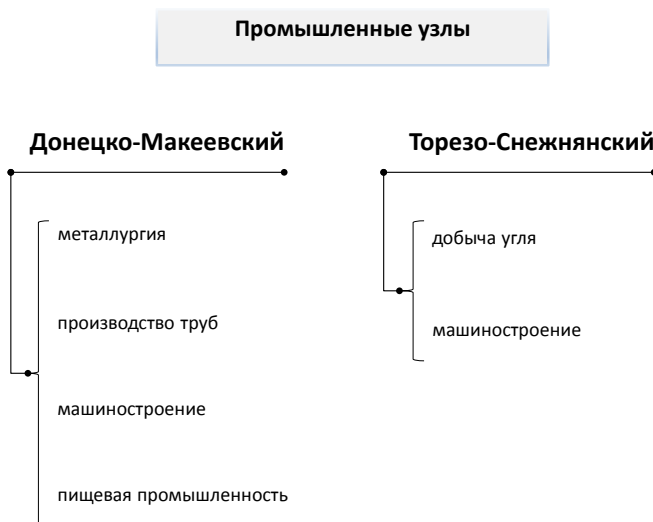 Промышленные узлы
Донецко-Макеевский
металлургия
производство труб
машиностроение
пищевая промышленность
Торезо-Снежнянский
добыча угля
машиностроение